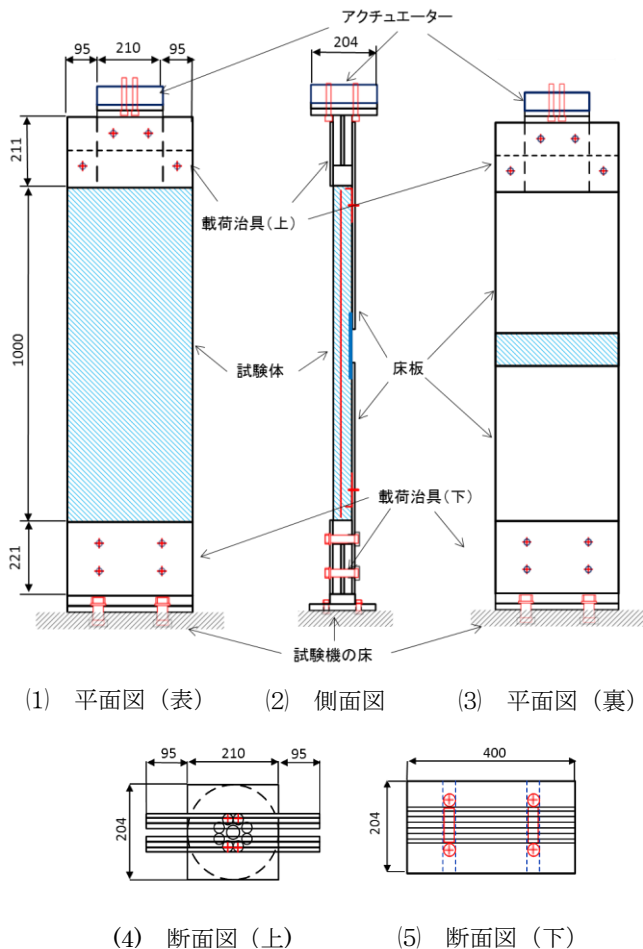 アクチュエーター
95 210 95
204
211
載荷治具(上)
1000
試験体
床板
載荷治具(下)
221
試験機の床
⑴ 平面図(表) ⑵ 側面図 ⑶ 平面図(裏)
95 210 95
204
400
204
(4) 断面図(上) ⑸ 断面図(下)